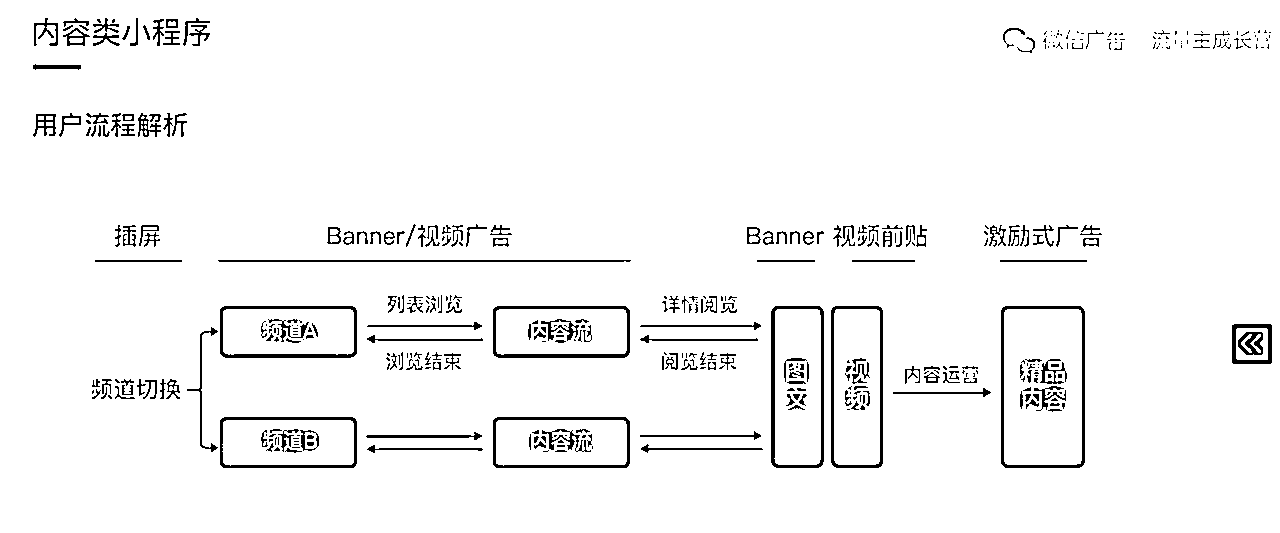 内容类小程序
微信广告 流量主成长营
用户流程解析
插屏
Banner/视频广告
Banner 视频前贴
激励式广告
列表浏览
详情阅览
频道A
内容流
浏览结束
阅览结束
图文
视频
内容运营
精品
内容
频道切换
频道B
内容流